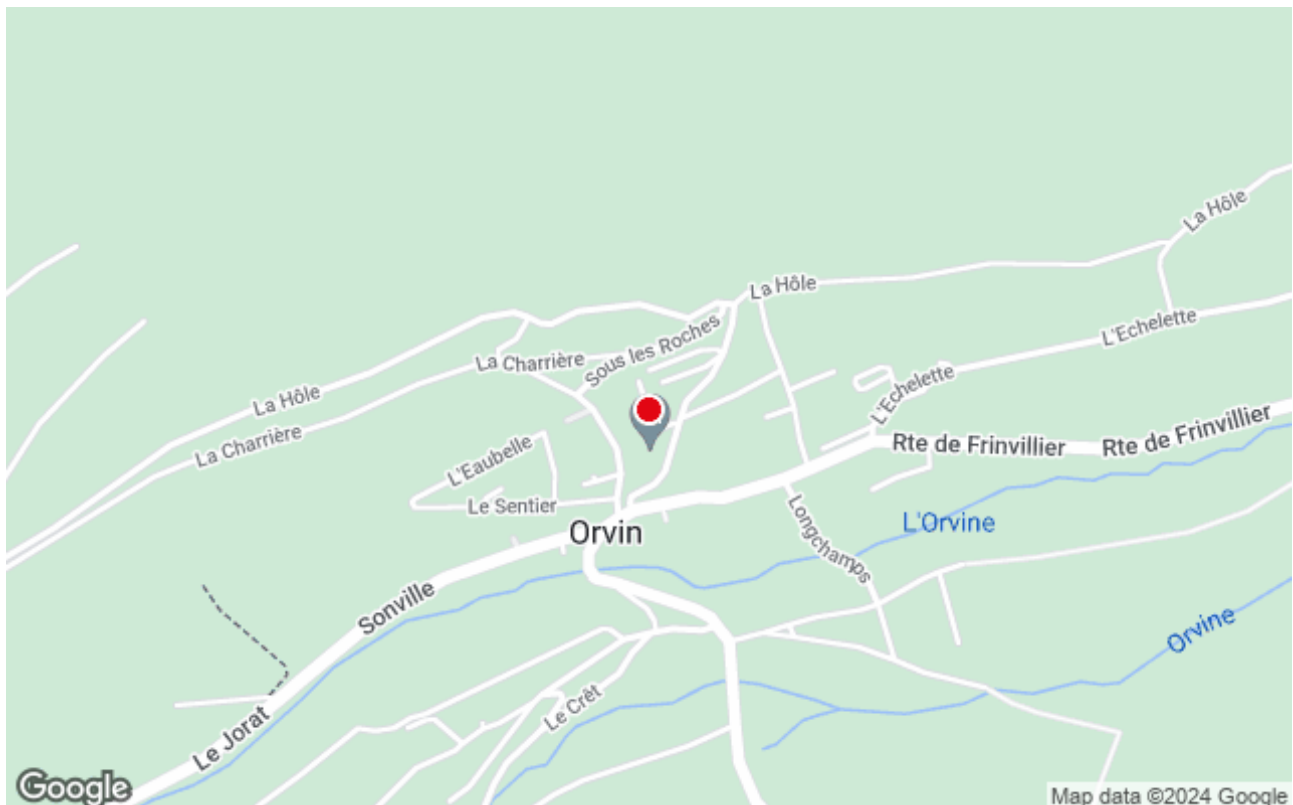 La Hôle
La Hôle
Sous les Roches
La Charrière
L'Echelette
La Hôle
L'Echelette
La Charrière
Rte de Frinvillier
Rte de Frinvillier
L'Eaubelle
Le Sentier
Orvin
Longchamps
L'Orvine
Sonville
Orvine
Le Crêt
Le Jorat
Google
Map data ©2024 Google